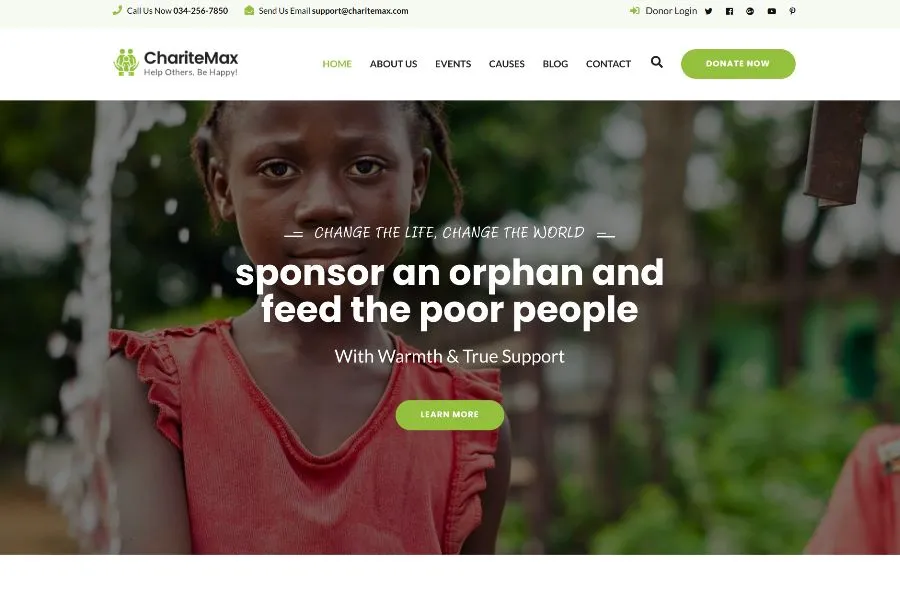 Call Us Now 034-256-7850
Send Us Email support@charitemax.com
Donor Login
ChariteMax
Help Others. Be Happy!
HOME
ABOUT US
EVENTS
CAUSES
BLOG
CONTACT
DONATE NOW
CHANGE THE LIFE, CHANGE THE WORLD
sponsor an orphan and
feed the poor people
With Warmth & True Support
LEARN MORE